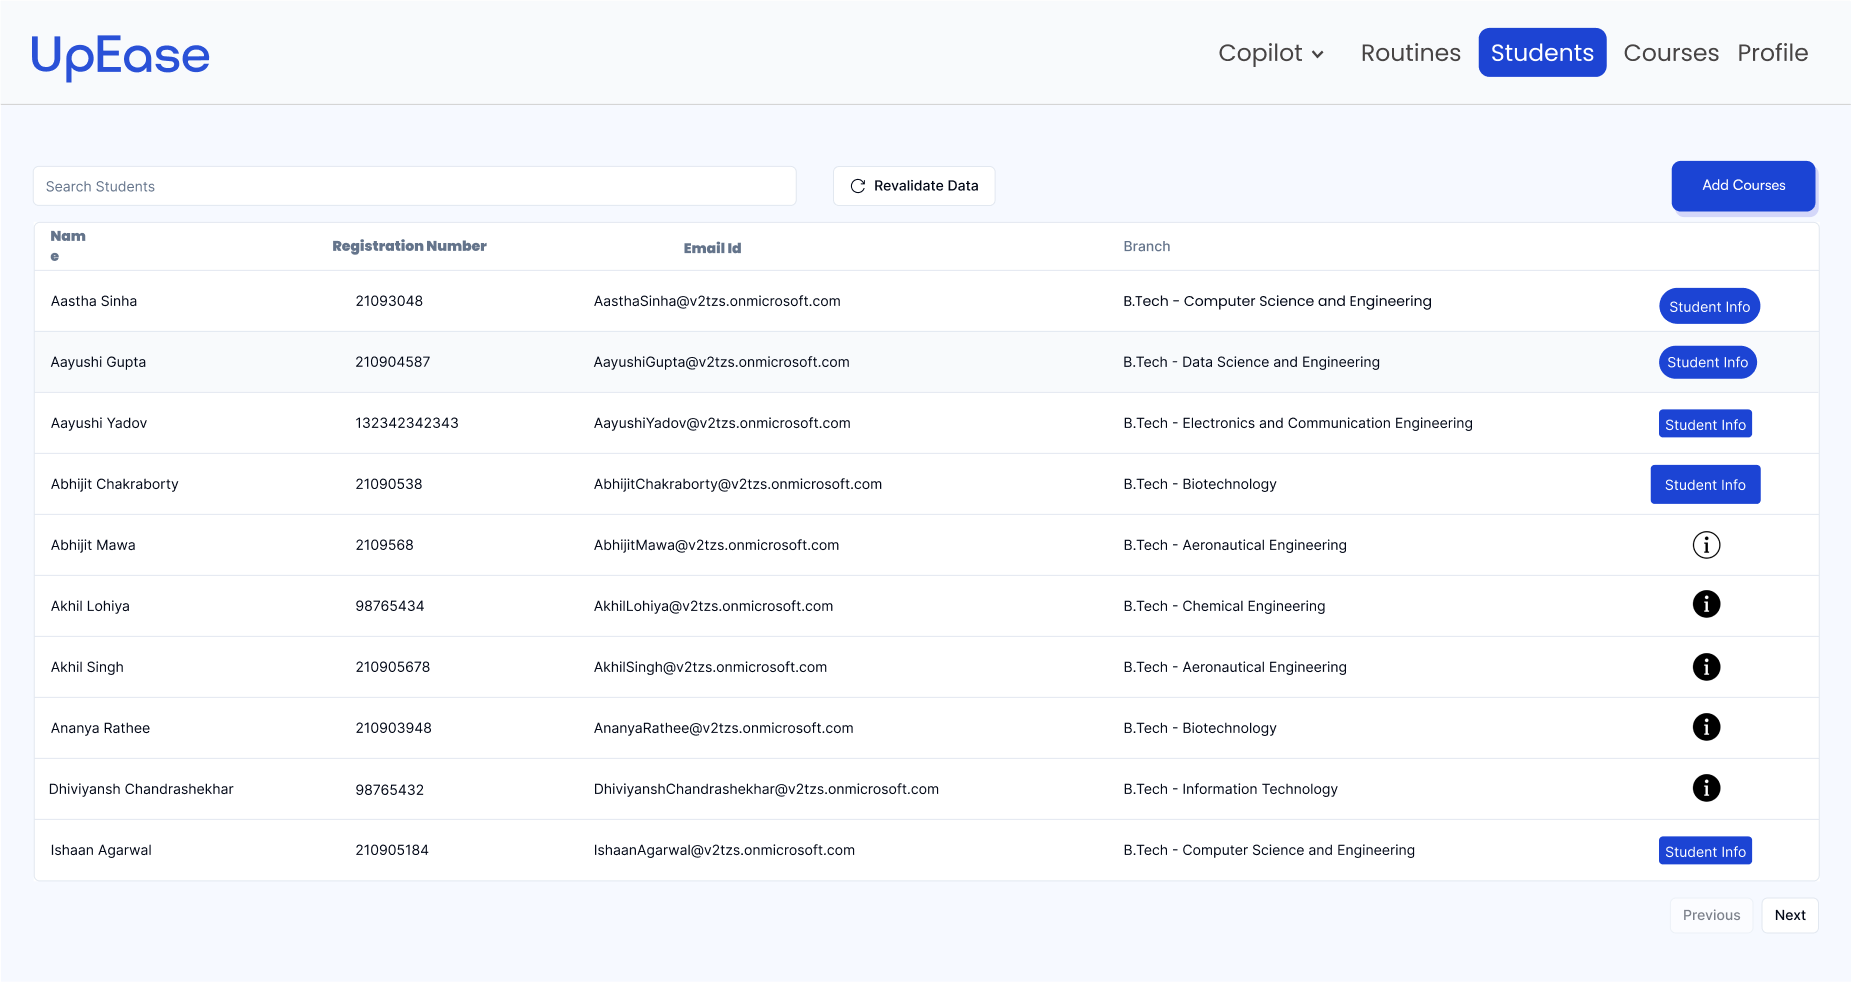 UpEase
Copilot Routines Students Courses Profile
Search Students Revalidate Data Add Courses
Nam
e
Registration Number Email Id Branch
Aastha Sinha 21093048 AasthaSinha@v2tzs.onmicrosoft.com B.Tech - Computer Science and Engineering Student Info
Aayushi Gupta 210904587 AayushiGupta@v2tzs.onmicrosoft.com B.Tech - Data Science and Engineering Student Info
Aayushi Yadov 132342342343 AayushiYadov@v2tzs.onmicrosoft.com B.Tech - Electronics and Communication Engineering Student Info
Abhijit Chakraborty 21090538 AbhijitChakraborty@v2tzs.onmicrosoft.com B.Tech - Biotechnology Student Info
Abhijit Mawa 2109568 AbhijitMawa@v2tzs.onmicrosoft.com B.Tech - Aeronautical Engineering
Akhil Lohiya 98765434 AkhilLohiya@v2tzs.onmicrosoft.com B.Tech - Chemical Engineering
Akhil Singh 210905678 AkhilSingh@v2tzs.onmicrosoft.com B.Tech - Aeronautical Engineering
Ananya Rathee 210903948 AnanyaRathee@v2tzs.onmicrosoft.com B.Tech - Biotechnology
Dhiviyansh Chandrashekhar 98765432 DhiviyanshChandrashekhar@v2tzs.onmicrosoft.com B.Tech - Information Technology
Ishaan Agarwal 210905184 IshaanAgarwal@v2tzs.onmicrosoft.com B.Tech - Computer Science and Engineering Student Info
Previous Next